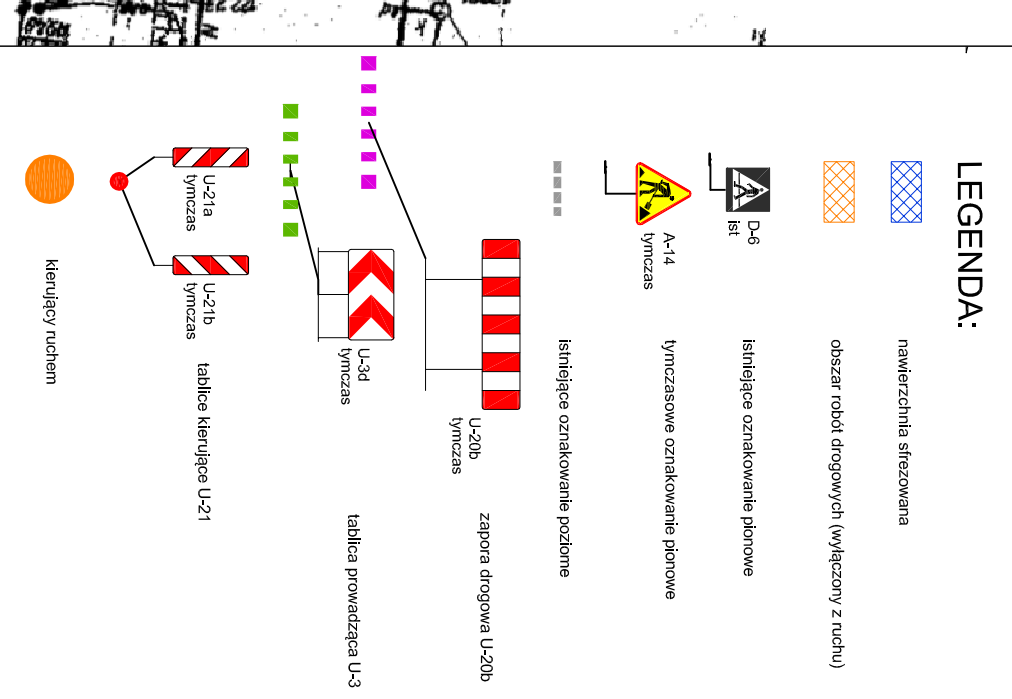 LEGENDA:
nawierzchnia sfrezowana
obszar robót drogowych (wyłączony z ruchu)
D-6
ist
istniejące oznakowanie pionowe
A-14
tymczas
tymczasowe oznakowanie pionowe
istniejące oznakowanie poziome
U-20b
tymczas
zapora drogowa U-20b
U-3d
tymczas
tablica prowadząca U-3
U-21a
tymczas
U-21b
tymczas
tablice kierujące U-21
kierujący ruchem